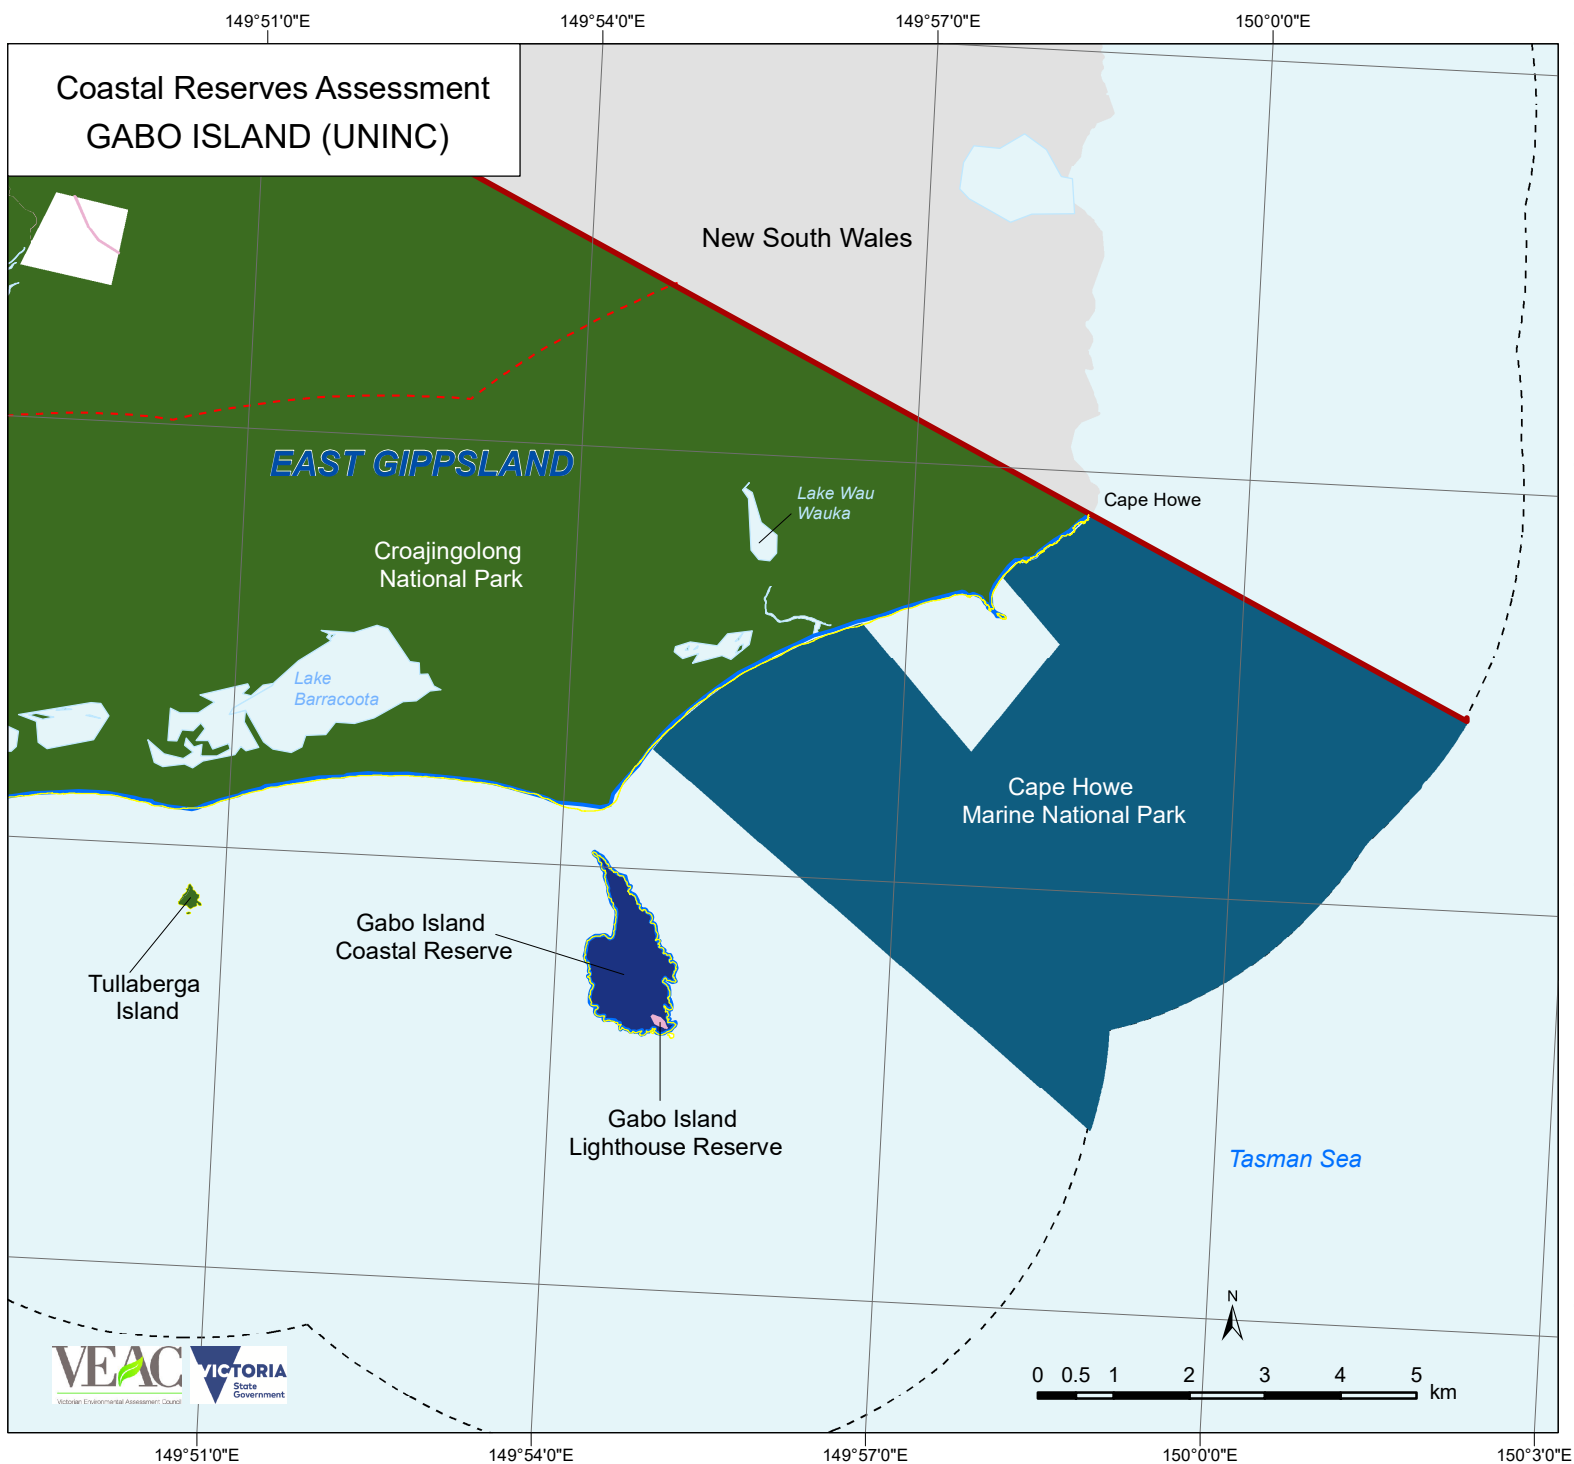 149°51'0"E
149°54'0"E
149°57'0"E
150°0'0"E
Coastal Reserves Assessment
GABO ISLAND (UNINC)
New South Wales
EAST GIPPSLAND
Lake Wau
Wauka
Cape Howe
Croajingolong
National Park
Lake
Barracoota
Cape Howe
Marine National Park
Gabo Island
Coastal Reserve
Tullaberga
Island
Gabo Island
Lighthouse Reserve
Tasman Sea
N
VEAC
Victorian Environmental Assessment Council
VICTORIA
State
Government
0 0.5 1 2 3 4 5
km
149°51'0"E
149°54'0"E
149°57'0"E
150°0'0"E
150°3'0"E